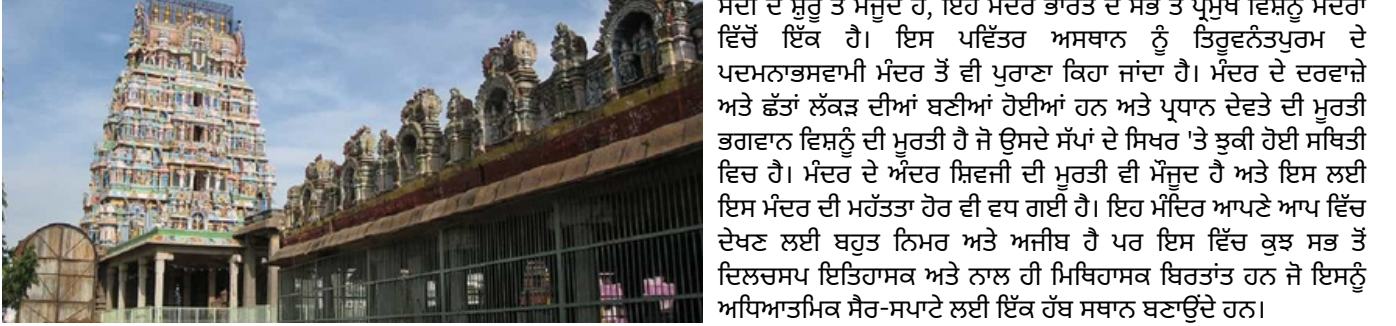 ਸਦੀ ਦੇ ਸ਼ੁਰੂ ਤੋਂ ਮੌਜੂਦ ਹੈ, ਇਹ ਮੰਦਰ ਭਾਰਤ ਦੇ ਸਭ ਤੋਂ ਪ੍ਰਮੁੱਖ ਵਿਸ਼ਨੂੰ ਮੰਦਰਾਂ
ਵਿੱਚੋਂ ਇੱਕ ਹੈ। ਇਸ ਪਵਿੱਤਰ ਅਸਥਾਨ ਨੂੰ ਤਿਰੂਵਨੰਤਪੁਰਮ ਦੇ
ਪਦਮਨਾਭਸਵਾਮੀ ਮੰਦਰ ਤੋਂ ਵੀ ਪੁਰਾਣਾ ਕਿਹਾ ਜਾਂਦਾ ਹੈ। ਮੰਦਰ ਦੇ ਦਰਵਾਜ਼ੇ
ਅਤੇ ਛੱਤਾਂ ਲੱਕੜ ਦੀਆਂ ਬਣੀਆਂ ਹੋਈਆਂ ਹਨ ਅਤੇ ਪ੍ਰਧਾਨ ਦੇਵਤੇ ਦੀ ਮੂਰਤੀ
ਭਗਵਾਨ ਵਿਸ਼ਨੂੰ ਦੀ ਮੂਰਤੀ ਹੈ ਜੋ ਉਸਦੇ ਸੱਪਾਂ ਦੇ ਸਿਖਰ 'ਤੇ ਝੁਕੀ ਹੋਈ ਸਥਿਤੀ
ਵਿਚ ਹੈ। ਮੰਦਰ ਦੇ ਅੰਦਰ ਸ਼ਿਵਜੀ ਦੀ ਮੂਰਤੀ ਵੀ ਮੌਜੂਦ ਹੈ ਅਤੇ ਇਸ ਲਈ
ਇਸ ਮੰਦਰ ਦੀ ਮਹੱਤਤਾ ਹੋਰ ਵੀ ਵਧ ਗਈ ਹੈ। ਇਹ ਮੰਦਿਰ ਆਪਣੇ ਆਪ ਵਿੱਚ
ਦੇਖਣ ਲਈ ਬਹੁਤ ਨਿਮਰ ਅਤੇ ਅਜੀਬ ਹੈ ਪਰ ਇਸ ਵਿੱਚ ਕੁਝ ਸਭ ਤੋਂ
ਦਿਲਚਸਪ ਇਤਿਹਾਸਕ ਅਤੇ ਨਾਲ ਹੀ ਮਿਥਿਹਾਸਕ ਬਿਰਤਾਂਤ ਹਨ ਜੋ ਇਸਨੂੰ
ਅਧਿਆਤਮਿਕ ਸੈਰ-ਸਪਾਟੇ ਲਈ ਇੱਕ ਹੱਬ ਸਥਾਨ ਬਣਾਉਂਦੇ ਹਨ।